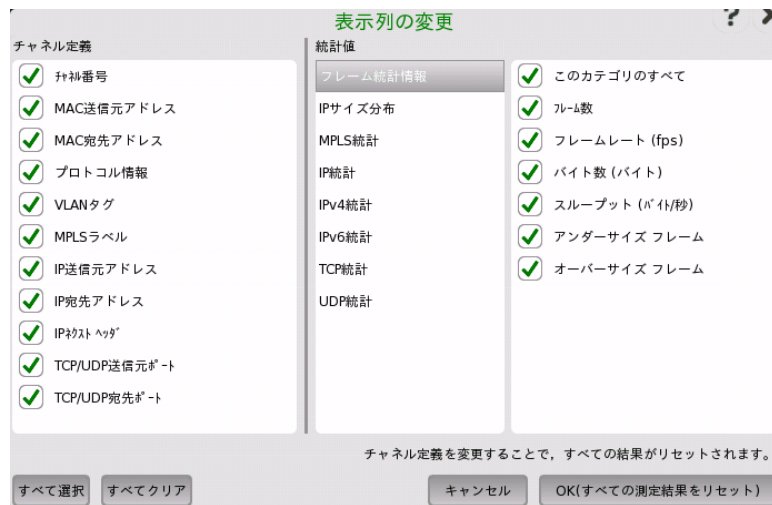 表示列の変更
?
チャネル定義
統計値
ﾁｬﾈﾙ番号
MAC送信元アドレス
MAC宛先アドレス
プロトコル情報
VLANタグ
MPLSラベル
IP送信元アドレス
IP宛先アドレス
IPﾈｸｽﾄ ﾍｯﾀﾞ
TCP/UDP送信元ﾎﾟｰﾄ
TCP/UDP宛先ﾎﾟｰﾄ
フレーム統計情報
IPサイズ分布
MPLS統計
IP統計
IPv4統計
IPv6統計
TCP統計
UDP統計
このカテゴリのすべて
ﾌﾚｰﾑ数
フレームレート (fps)
バイト数 (バイト)
スループット (ﾊﾞｲﾄ/秒)
アンダーサイズ フレーム
オーバーサイズ フレーム
チャネル定義を変更することで，すべての結果がリセットされます。
すべて選択
すべてクリア
キャンセル
OK(すべての測定結果をリセット)